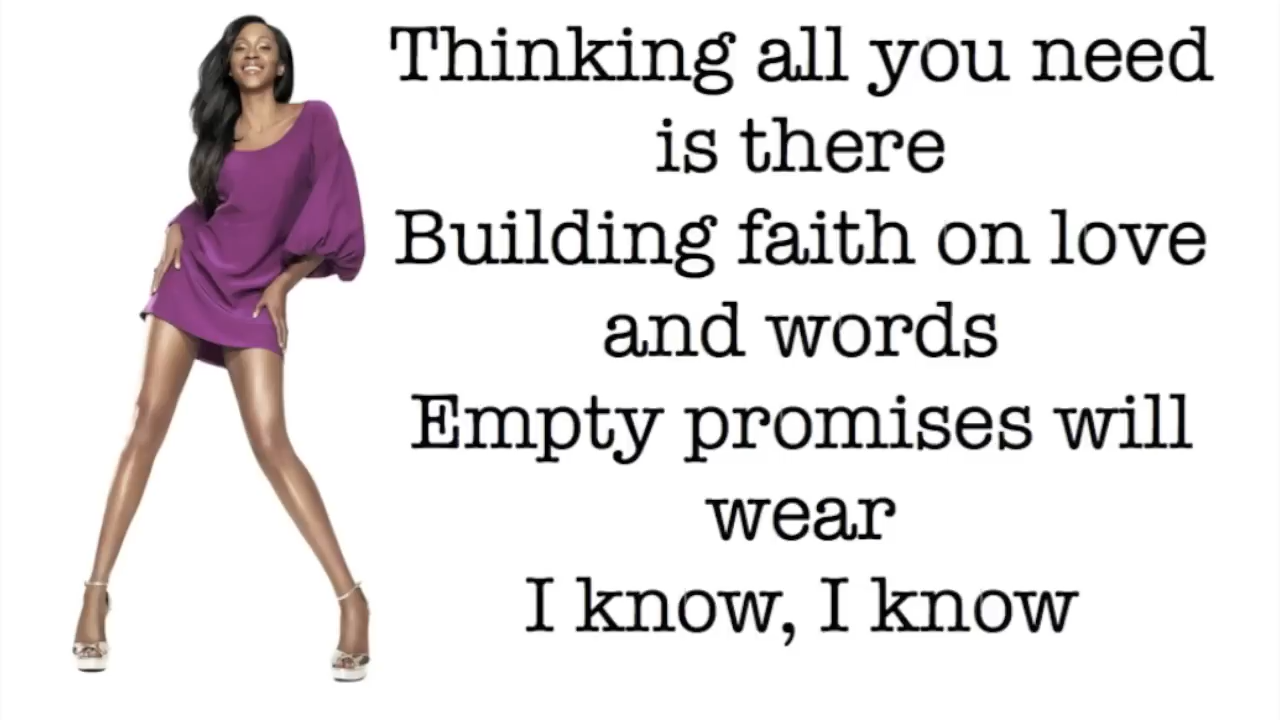 Thinking all you need
is there
Building faith on love
and words
Empty promises will
wear
I know, I know